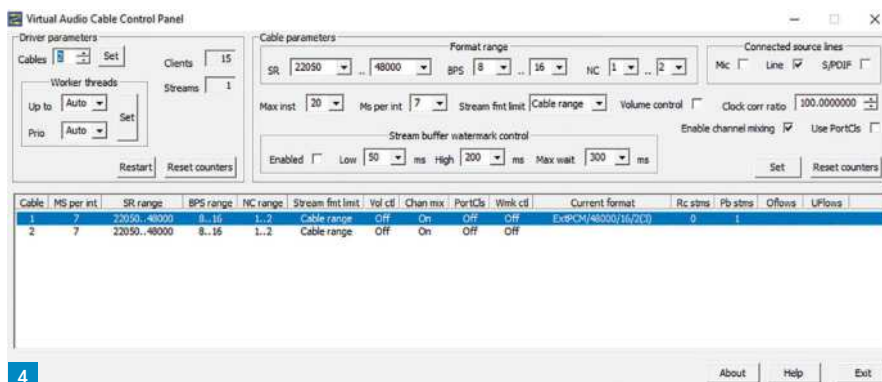 Virtual Audio Cable Control Panel
Driver parameters
Cables Set
Clients 15
Streams 1
Worker threads
Up to Auto
Prio Auto
Set
Restart Reset counters
Cable parameters
Format range
SR 22050 .. 48000 BPS 8 .. 16 NC 1 .. 2
Connected source lines
Mic Line S/PDIF
Max inst 20 Ms per int 7 Stream fmt limit Cable range Volume control Clock corr ratio 100.0000000
Enable channel mixing Use PortCls
Stream buffer watermark control
Enabled Low 50 ms High 200 ms Max wait 300 ms
Set Reset counters
Cable MS per int SR range BPS range NC range Stream fmt limit Vol ctl Chan mix PortCls Wmk ctl Current format Rc stms Pb stms Oflows UFlows
1 7 22050..48000 8..16 1..2 Cable range Off On Off Off ExtPCM/48000/16/2(3) 0 1
2 7 22050..48000 8..16 1..2 Cable range Off On Off Off
4
About Help Exit